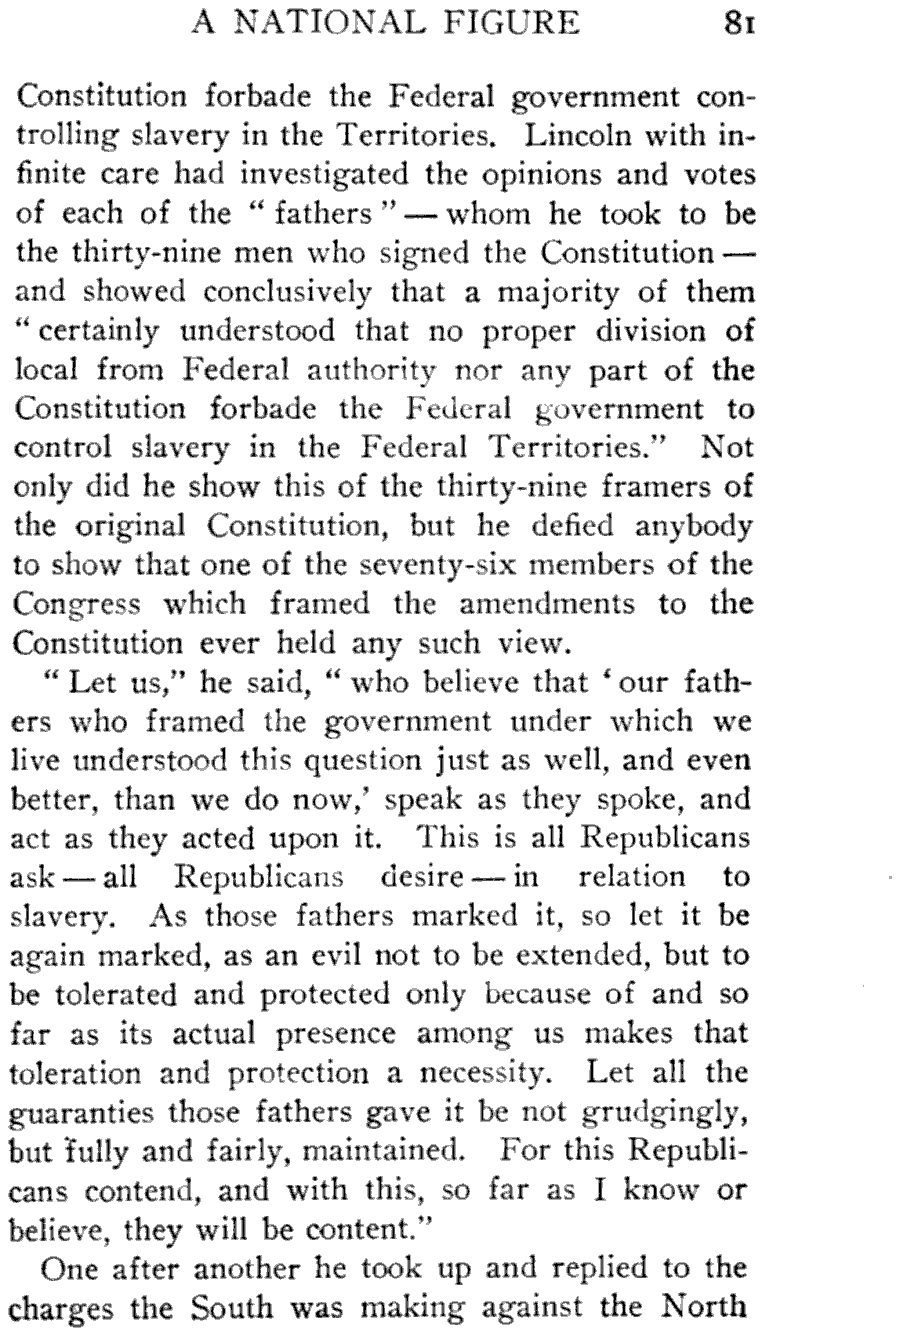 A NATIONAL FIGURE 81
Constitution forbade the Federal government con-
trolling slavery in the Territories. Lincoln with in-
finite care had investigated the opinions and votes
of each of the “ fathers ” — whom he took to be
the thirty-nine men who signed the Constitution —
and showed conclusively that a majority of them
“ certainly understood that no proper division of
local from Federal authority nor any part of the
Constitution forbade the Federal government to
control slavery in the Federal Territories.” Not
only did he show this of the thirty-nine framers of
the original Constitution, but he defied anybody
to show that one of the seventy-six members of the
Congress which framed the amendments to the
Constitution ever held any such view.
“ Let us,” he said, “ who believe that ‘ our fath-
ers who framed the government under which we
live understood this question just as well, and even
better, than we do now,’ speak as they spoke, and
act as they acted upon it. This is all Republicans
ask — all Republicans desire — in relation to
slavery. As those fathers marked it, so let it be
again marked, as an evil not to be extended, but to
be tolerated and protected only because of and so
far as its actual presence among us makes that
toleration and protection a necessity. Let all the
guaranties those fathers gave it be not grudgingly,
but fully and fairly, maintained. For this Republi-
cans contend, and with this, so far as I know or
believe, they will be content.”
One after another he took up and replied to the
charges the South was making against the North